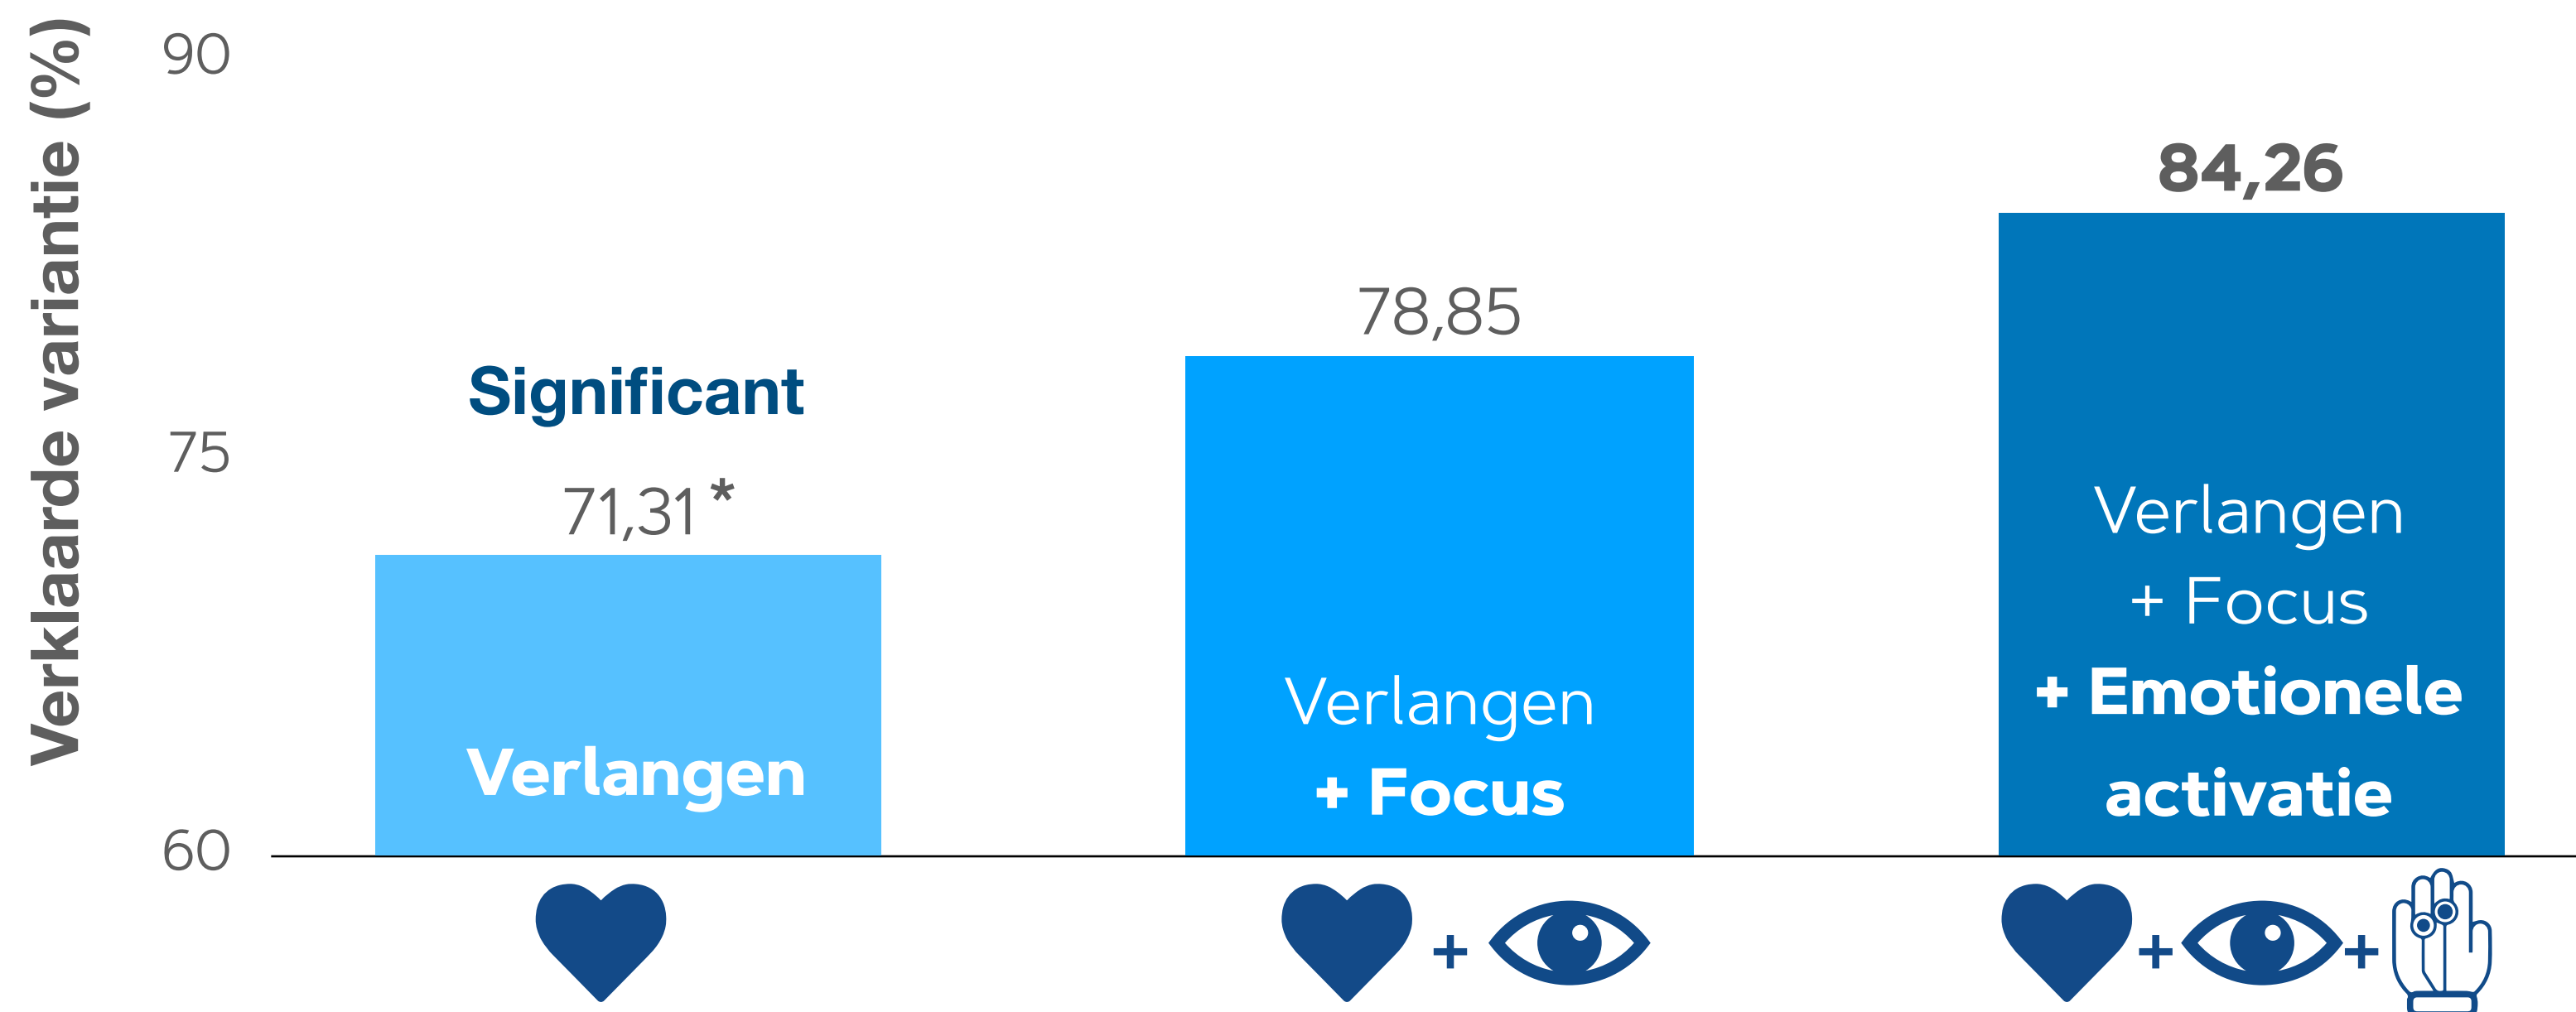 Verklaarde variantie (%)
90
75
60
Significant
71,31 *
Verlangen
78,85
Verlangen
+ Focus
84,26
Verlangen
+ Focus
+ Emotionele
activatie
+
+ +